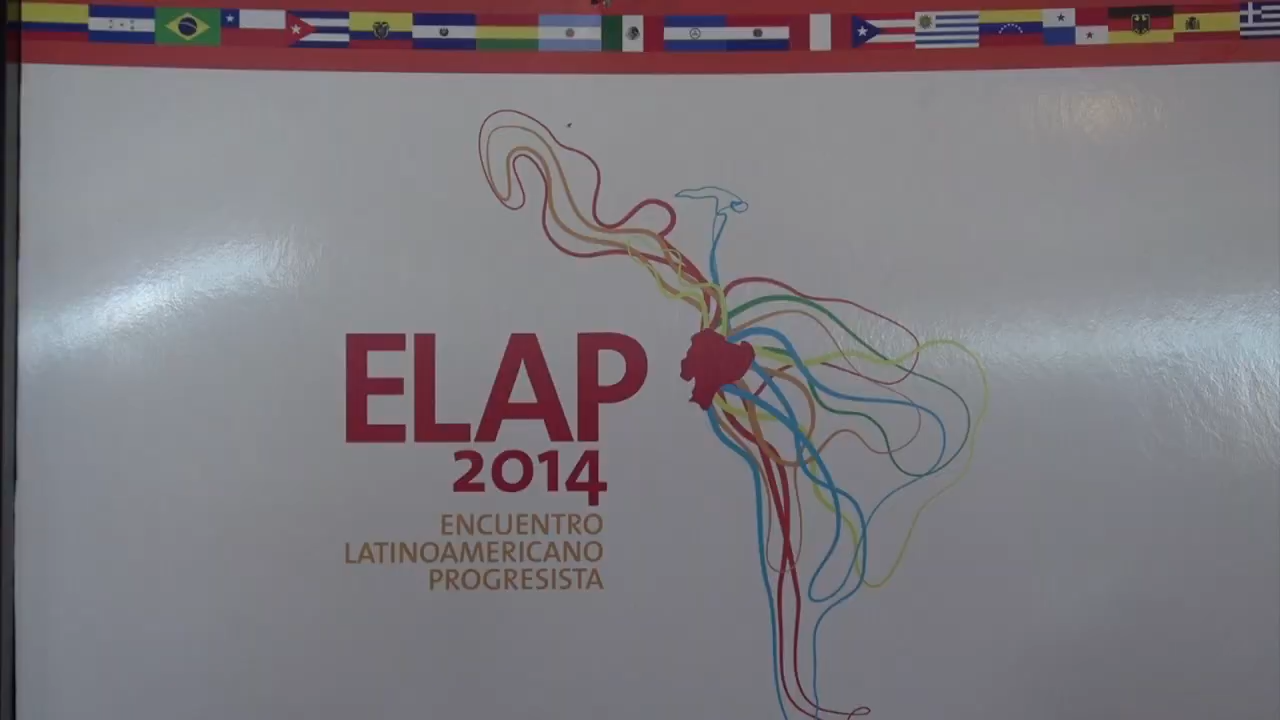 ELAP
2014
ENCUENTRO
LATINOAMERICANO
PROGRESISTA